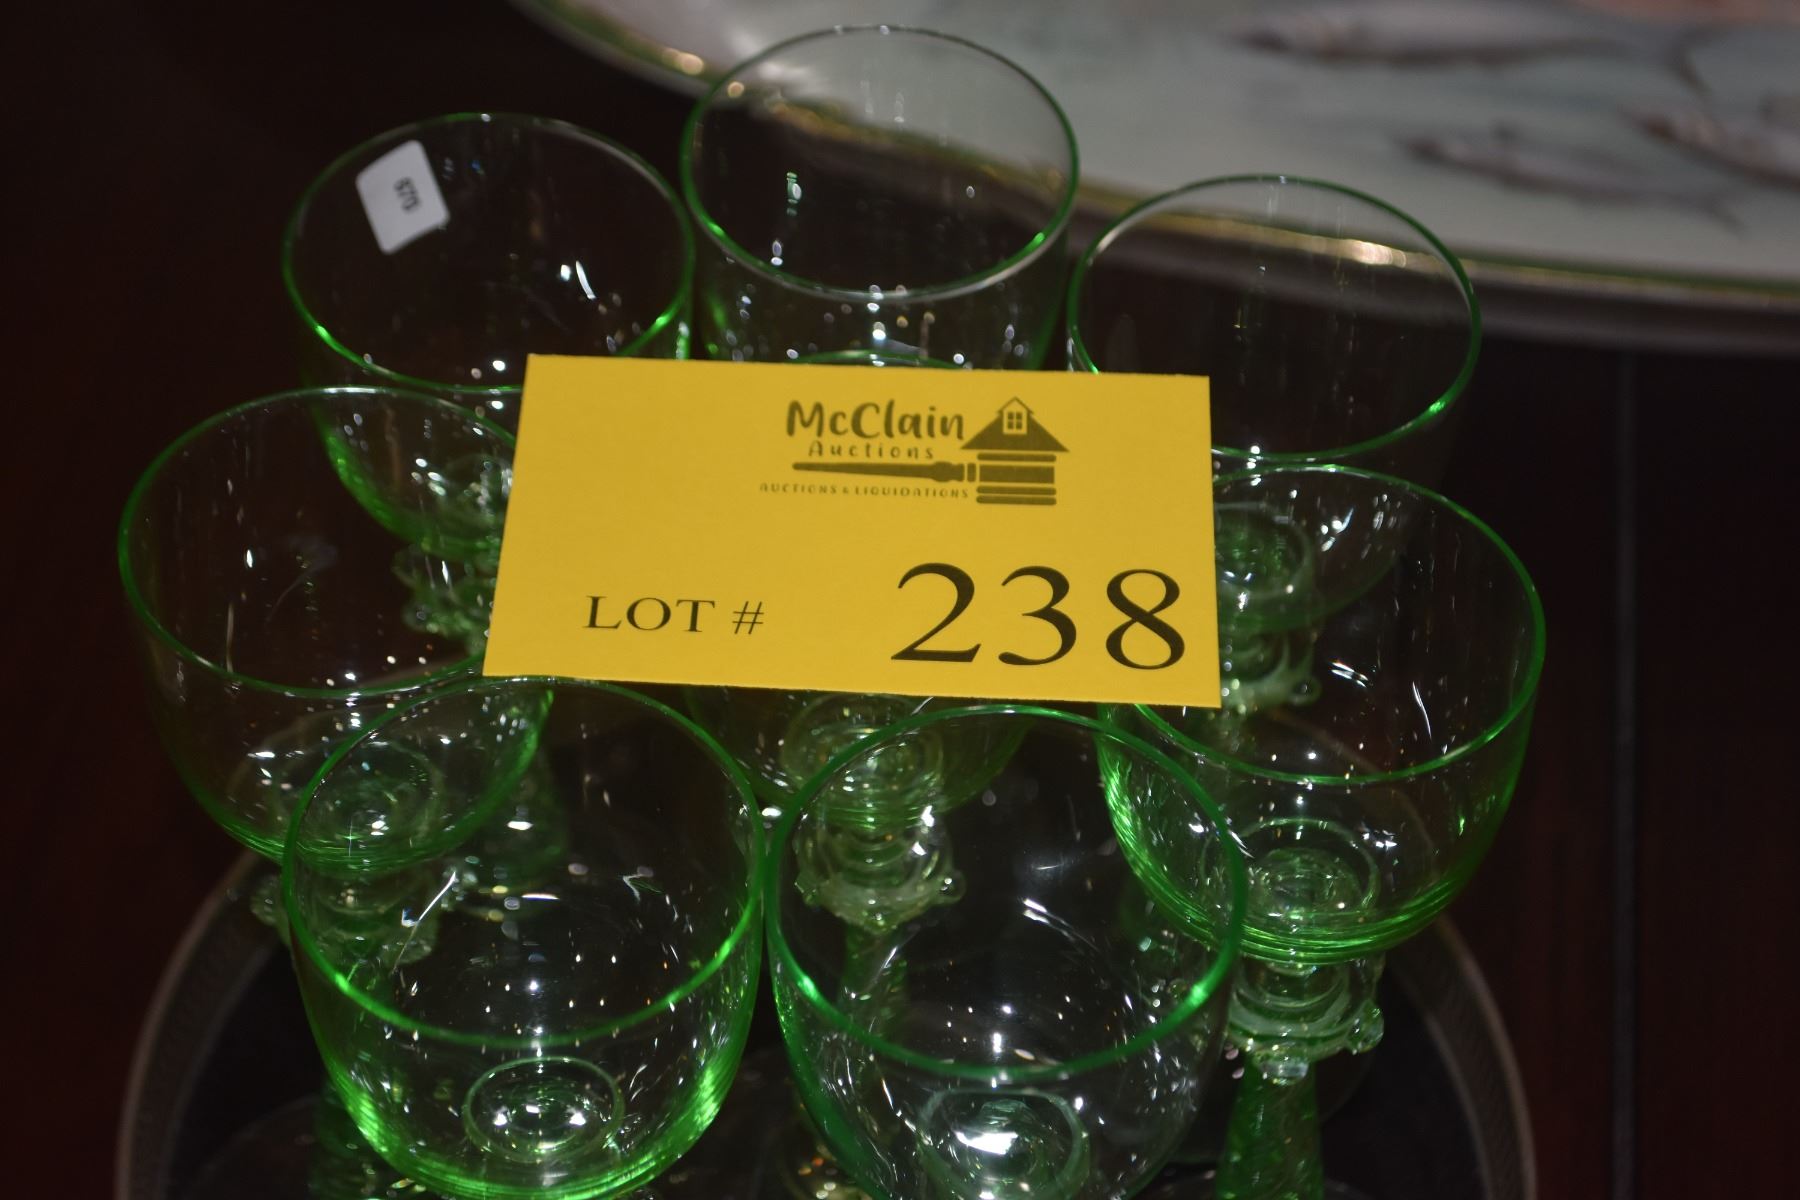 McClain
Auctions
AUCTIONS & LIQUIDATIONS
LOT # 238